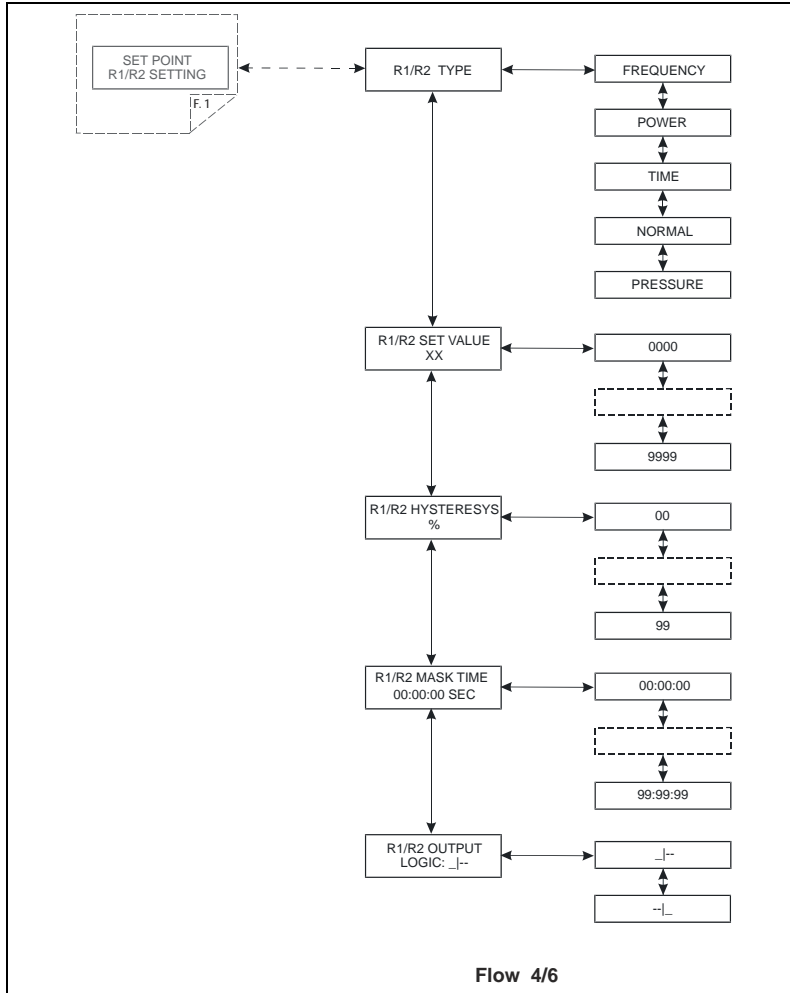 SET POINT
R1/R2 SETTING
F. 1
R1/R2 TYPE
FREQUENCY
POWER
TIME
NORMAL
PRESSURE
R1/R2 SET VALUE
XX
0000
9999
R1/R2 HYSTERESYS
%
00
99
R1/R2 MASK TIME
00:00:00 SEC
00:00:00
99:99:99
R1/R2 OUTPUT
LOGIC: _|--
_|--
--|_
Flow 4/6